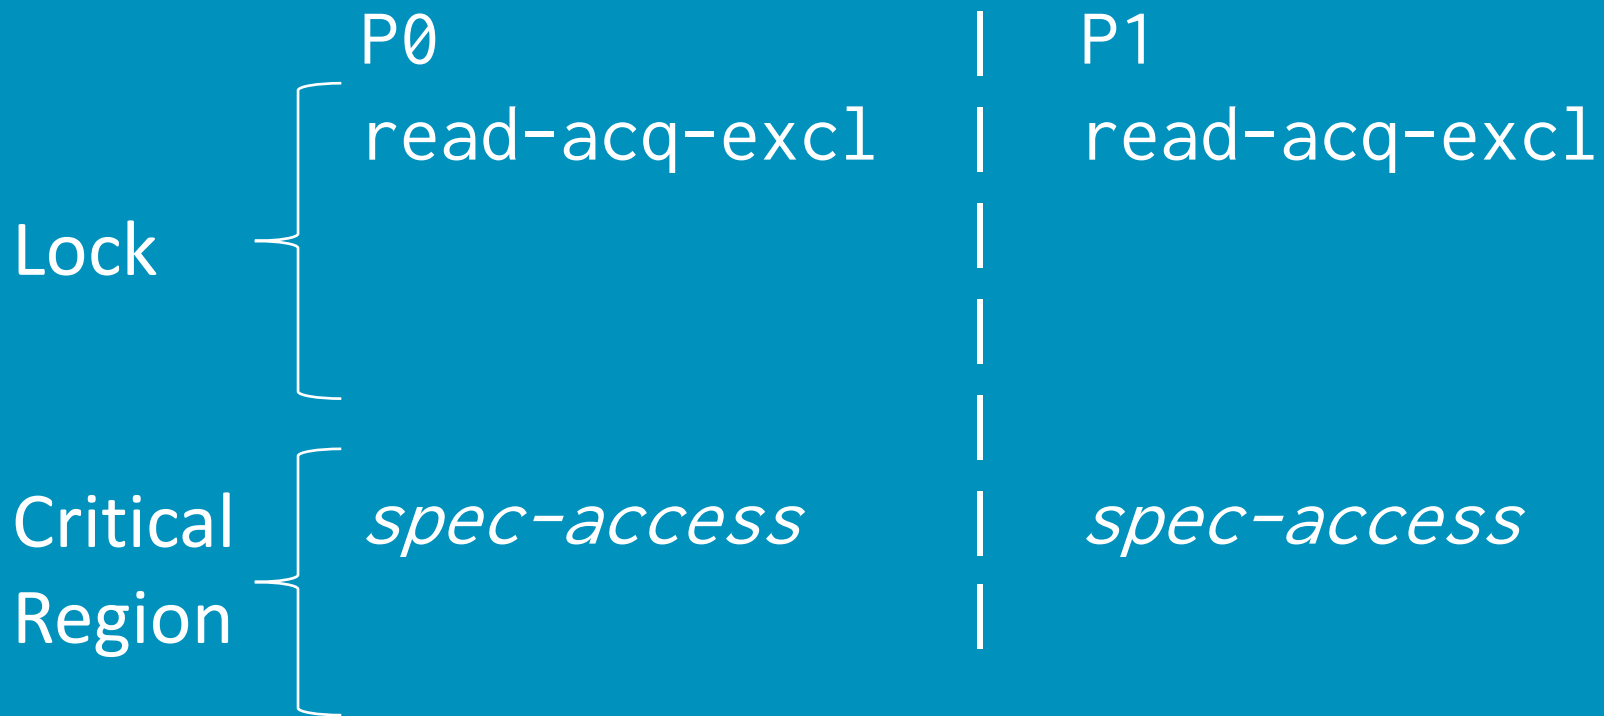 P0 | P1
read-acq-excl | read-acq-excl
|
Lock
|
|
Critical spec-access | spec-access
Region |